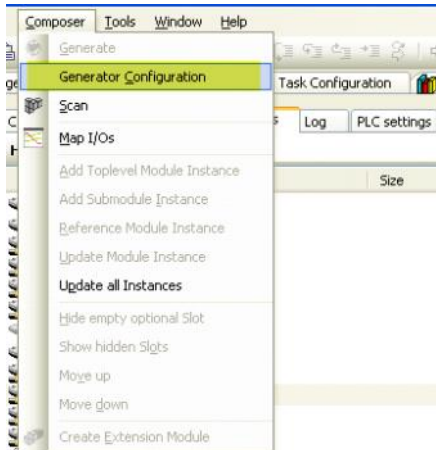 Composer Tools Window Help
Generate
Generator Configuration
Task Configuration
Scan
Log PLC settings
Map I/Os
Add Toplevel Module Instance
Size
Add Submodule Instance
Reference Module Instance
Update Module Instance
Update all Instances
Hide empty optional Slot
Show hidden Slots
Move up
Move down
Create Extension Module